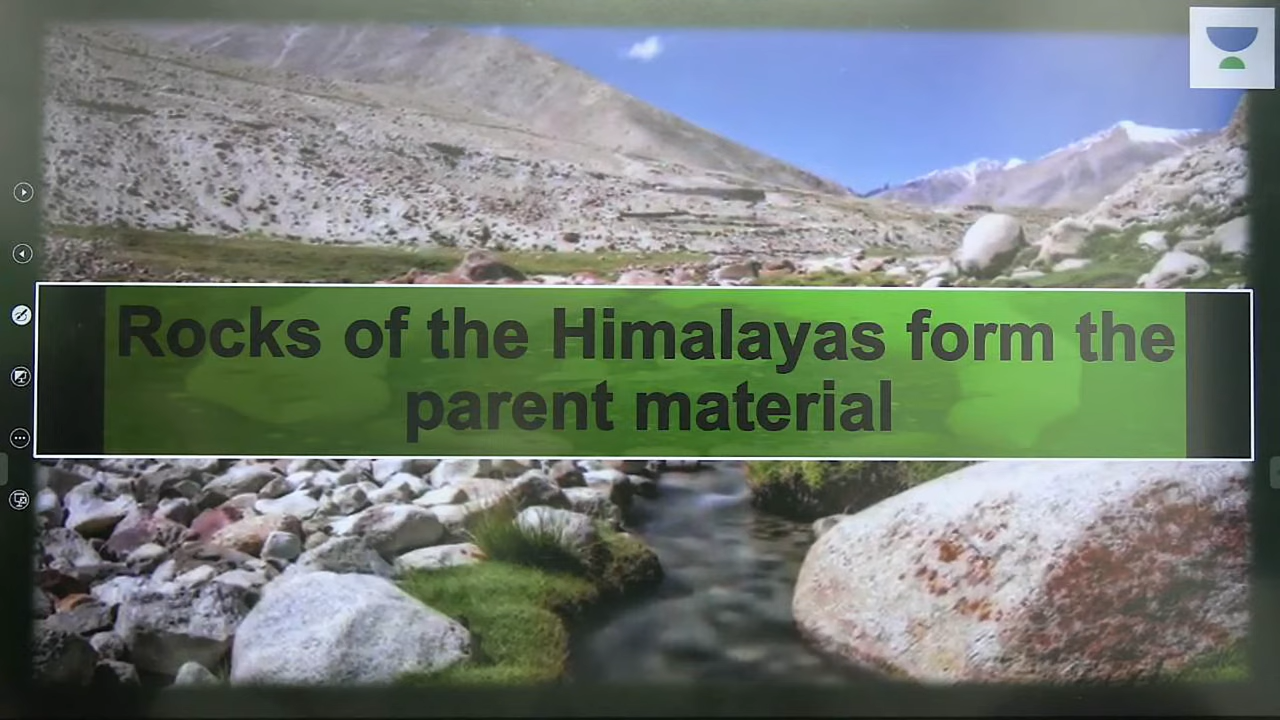 Rocks of the Himalayas form the
parent material